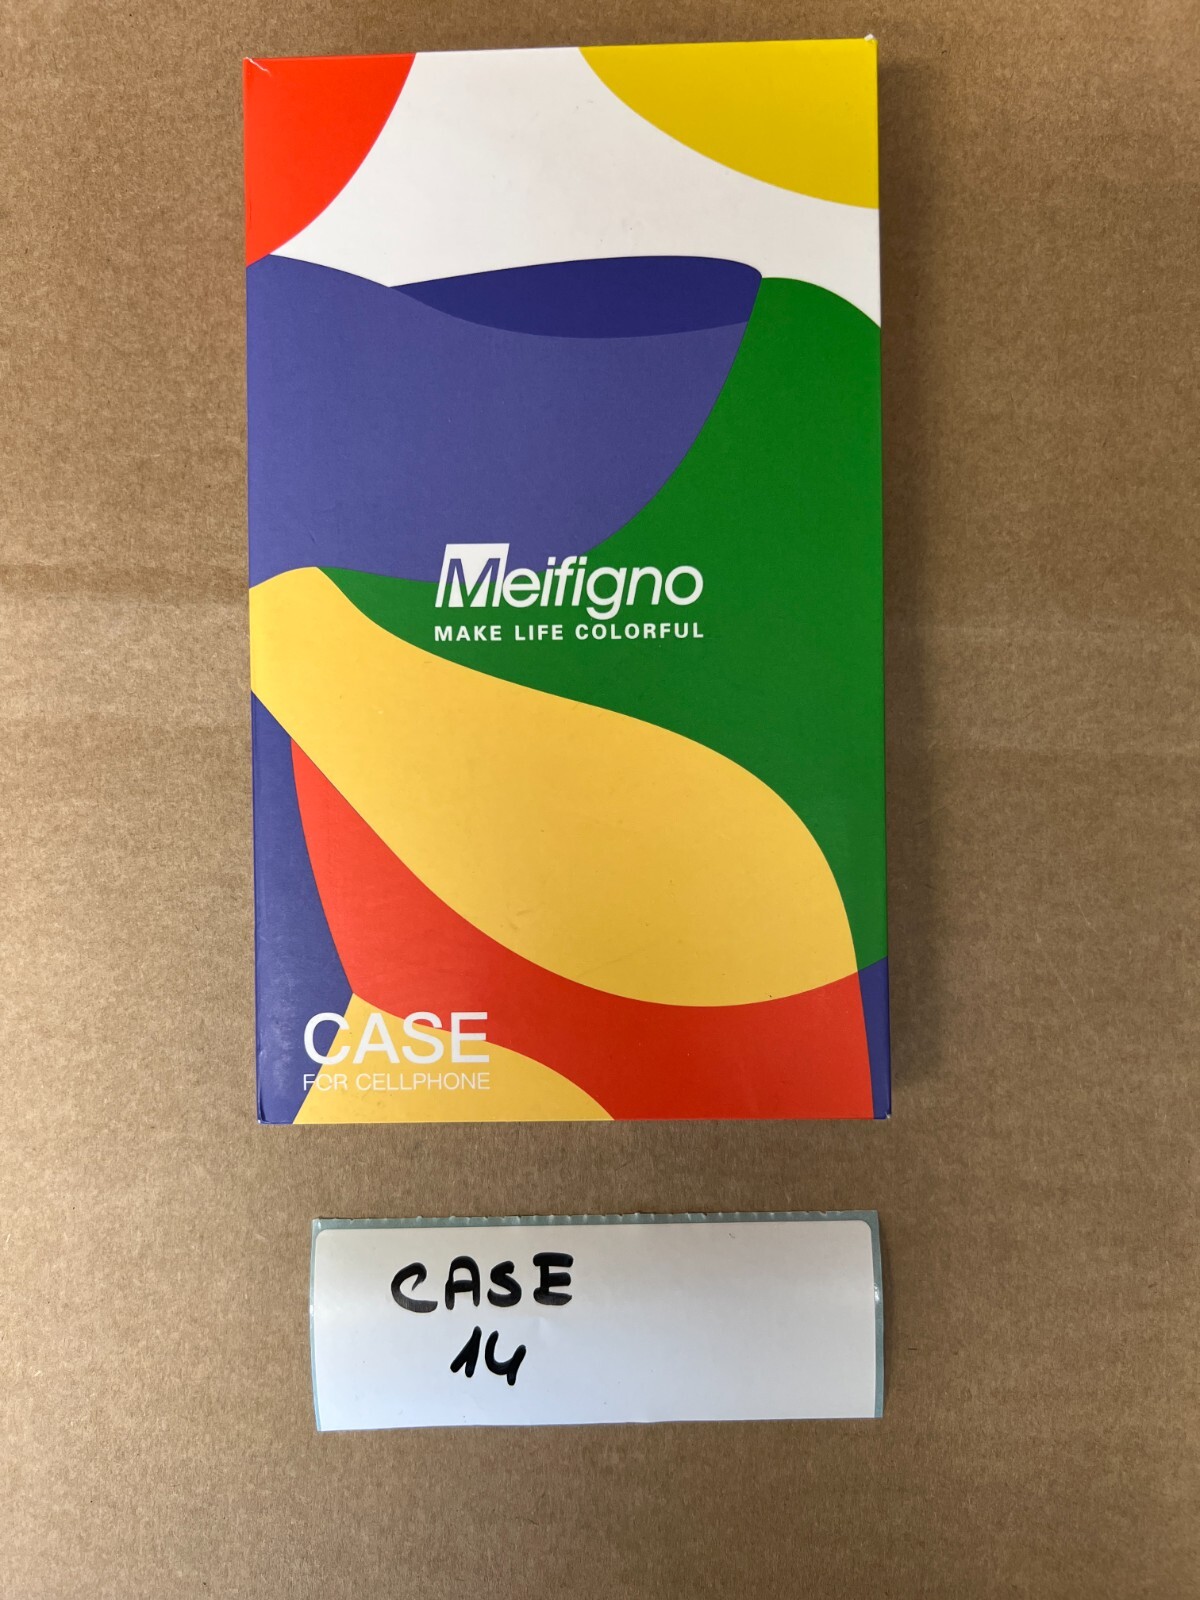 Meifigno
MAKE LIFE COLORFUL
CASE
FOR CELLPHONE
CASE
14